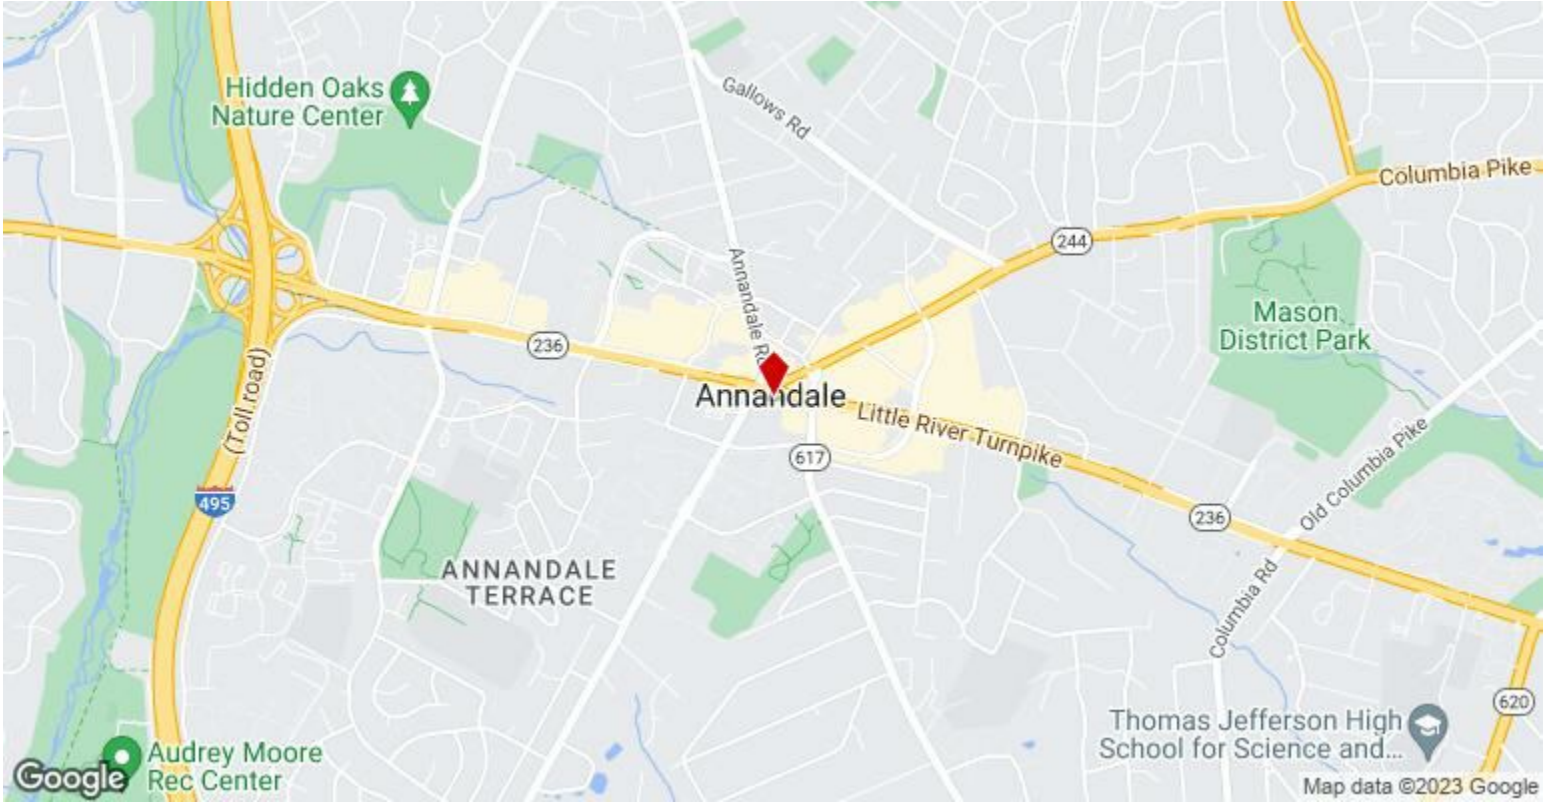 Hidden Oaks
Nature Center
Gallows Rd
Columbia Pike
244
Annandale Rd
Mason
District Park
236
Annandale
Little River Turnpike
(Toll road)
617
495
236
Old Columbia Pike
ANNANDALE
TERRACE
Columbia Rd
620
Thomas Jefferson High
School for Science and...
Audrey Moore
Rec Center
Google
Map data ©2023 Google